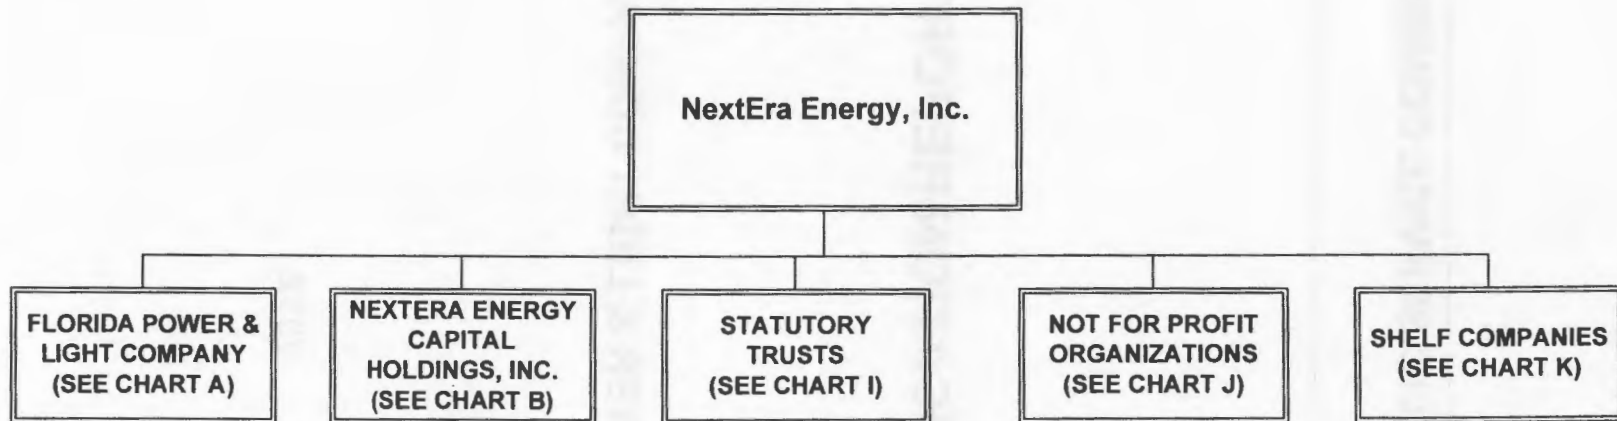 NextEra Energy, Inc.
FLORIDA POWER &
LIGHT COMPANY
(SEE CHART A)
NEXTERA ENERGY
CAPITAL
HOLDINGS, INC.
(SEE CHART B)
STATUTORY
TRUSTS
(SEE CHART I)
NOT FOR PROFIT
ORGANIZATIONS
(SEE CHART J)
SHELF COMPANIES
(SEE CHART K)